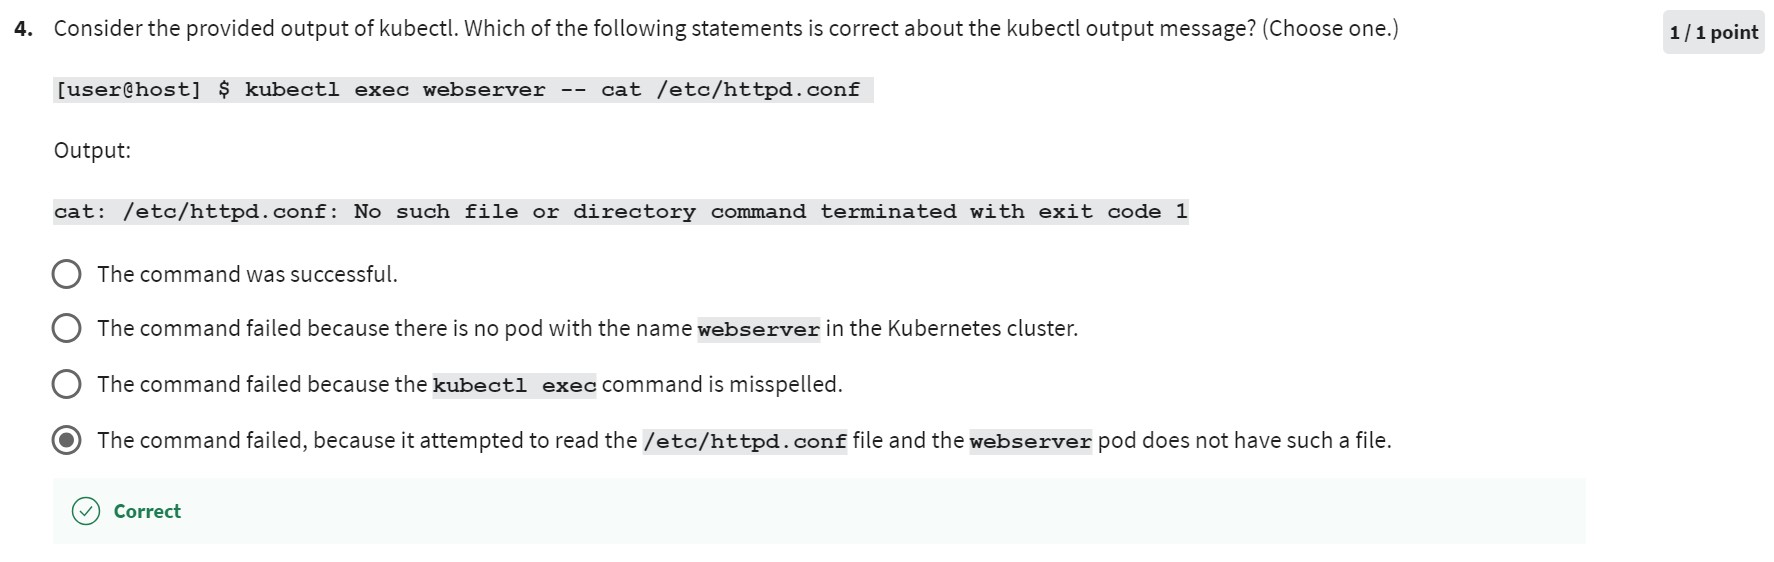 4. Consider the provided output of kubectl. Which of the following statements is correct about the kubectl output message? (Choose one.)
1 / 1 point
[user@host] $ kubectl exec webserver -- cat /etc/httpd.conf
Output:
cat: /etc/httpd.conf: No such file or directory command terminated with exit code 1
The command was successful.
The command failed because there is no pod with the name webserver in the Kubernetes cluster.
The command failed because the kubectl exec command is misspelled.
The command failed, because it attempted to read the /etc/httpd.conf file and the webserver pod does not have such a file.
Correct